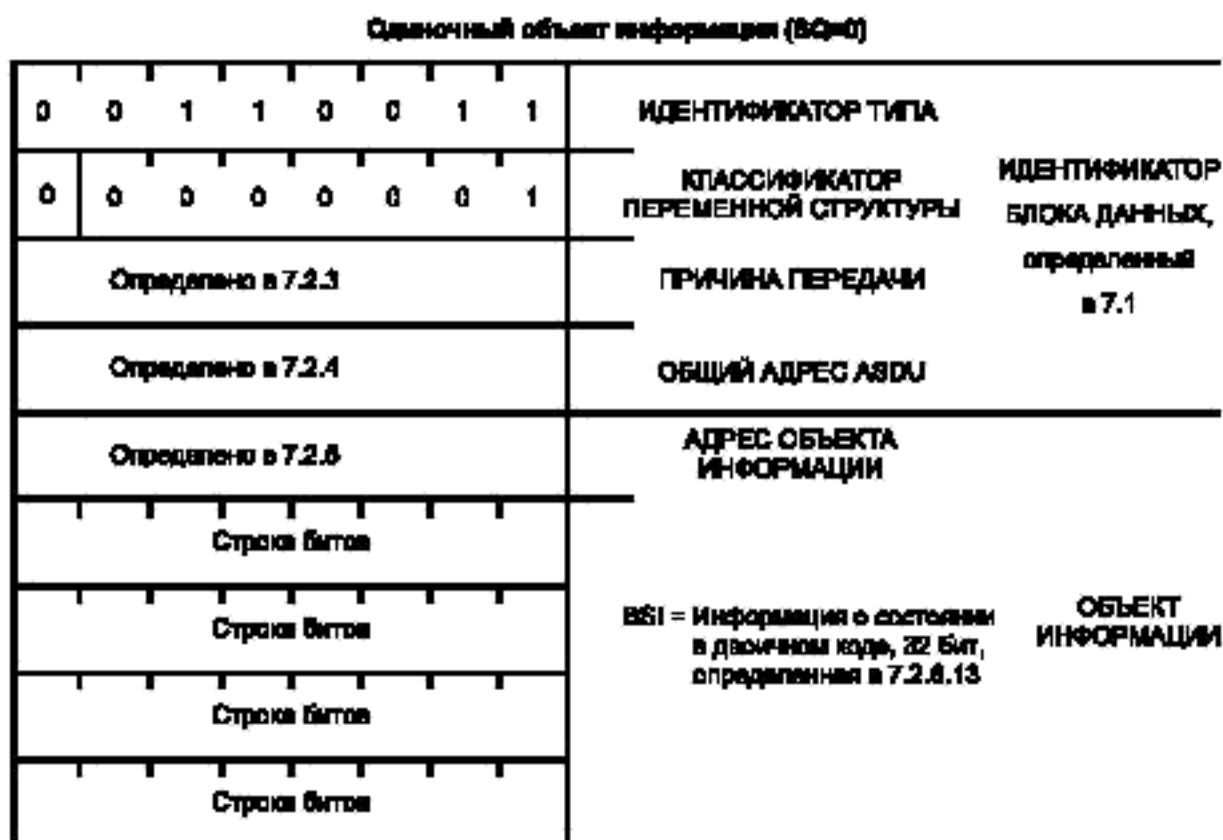 Одиночный объект информации (SQ=0)
0 0 1 1 0 0 1 1
ИДЕНТИФИКАТОР ТИПА
0 0 0 0 0 0 0 1
КЛАССИФИКАТОР
ПЕРЕМЕННОЙ СТРУКТУРЫ
ИДЕНТИФИКАТОР
БЛОКА ДАННЫХ,
определенный
в 7.1
Определено в 7.2.3
ПРИЧИНА ПЕРЕДАЧИ
Определено в 7.2.4
ОБЩИЙ АДРЕС ASDU
Определено в 7.2.5
АДРЕС ОБЪЕКТА
ИНФОРМАЦИИ
Строка битов
Строка битов
Строка битов
Строка битов
BSI = Информация о состоянии
в двоичном коде, 32 бит,
определенная в 7.2.6.13
ОБЪЕКТ
ИНФОРМАЦИИ